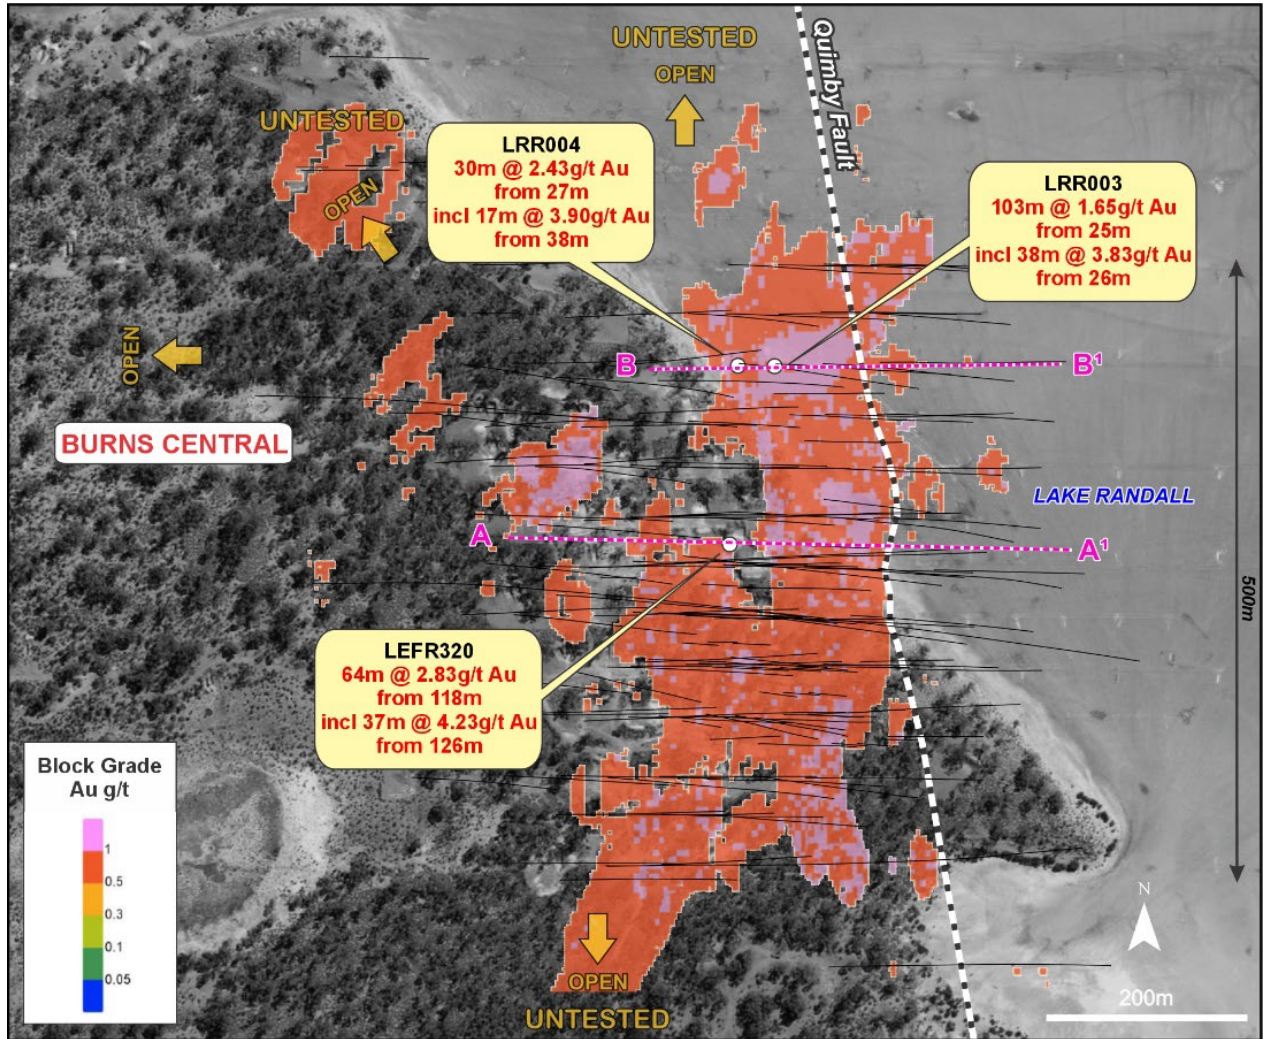 UNTESTED
OPEN
Quimby Fault
UNTESTED
OPEN
LRR004
30m @ 2.43g/t Au
from 27m
incl 17m @ 3.90g/t Au
from 38m
LRR003
103m @ 1.65g/t Au
from 25m
incl 38m @ 3.83g/t Au
from 26m
OPEN
B
B¹
BURNS CENTRAL
LAKE RANDALL
A
A¹
500m
LEFR320
64m @ 2.83g/t Au
from 118m
incl 37m @ 4.23g/t Au
from 126m
Block Grade
Au g/t
1
0.5
0.3
0.1
0.05
OPEN
UNTESTED
N
200m